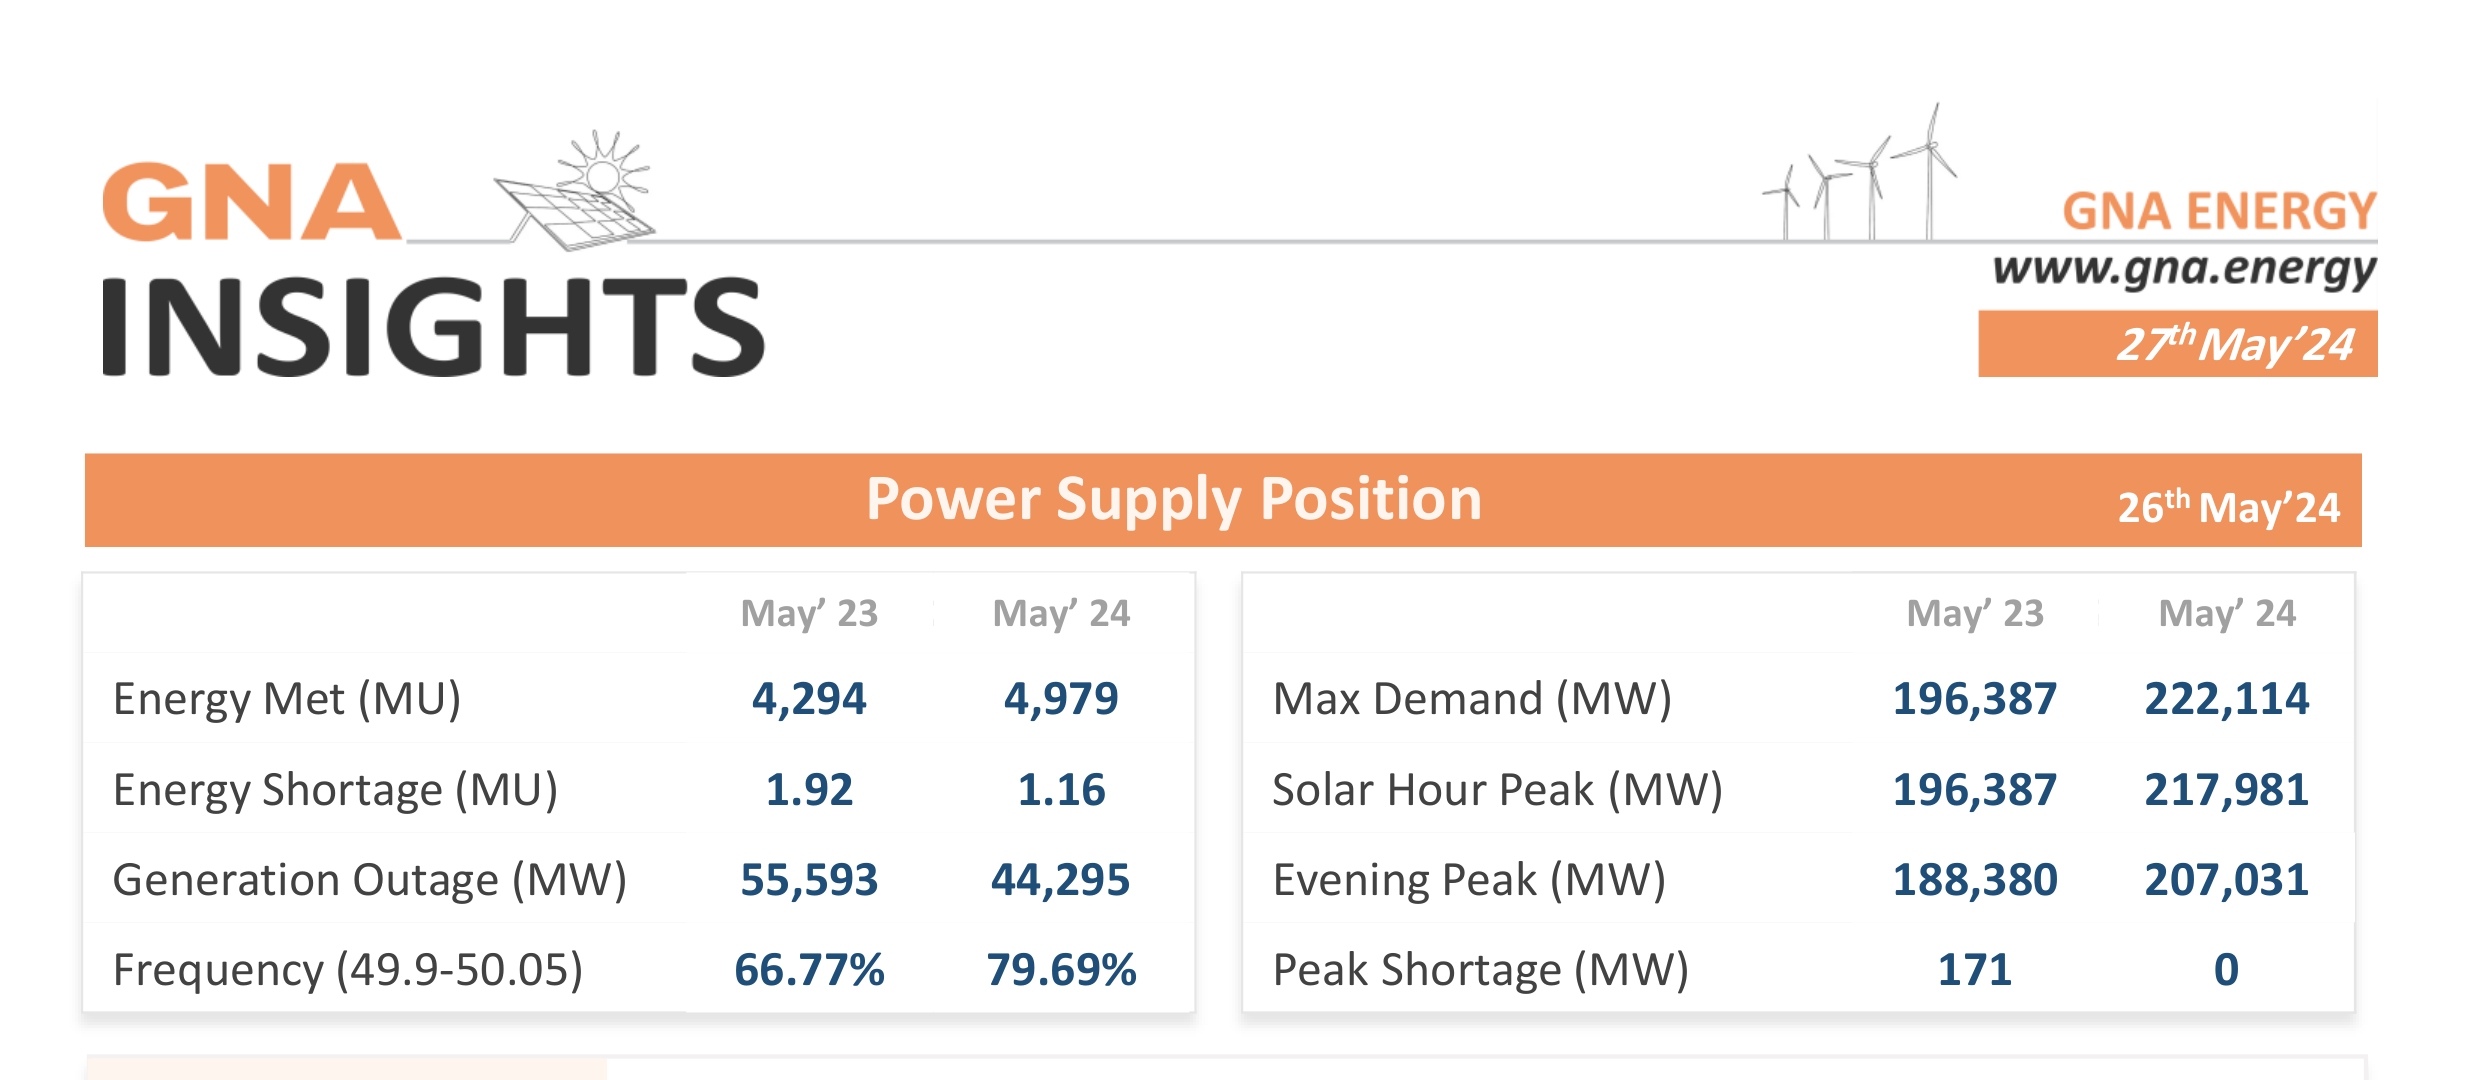 GNA
INSIGHTS
GNA ENERGY
www.gna.energy
27th May’24
Power Supply Position
26th May’24
May’ 23 May’ 24
Energy Met (MU) 4,294 4,979
Energy Shortage (MU) 1.92 1.16
Generation Outage (MW) 55,593 44,295
Frequency (49.9-50.05) 66.77% 79.69%
May’ 23 May’ 24
Max Demand (MW) 196,387 222,114
Solar Hour Peak (MW) 196,387 217,981
Evening Peak (MW) 188,380 207,031
Peak Shortage (MW) 171 0